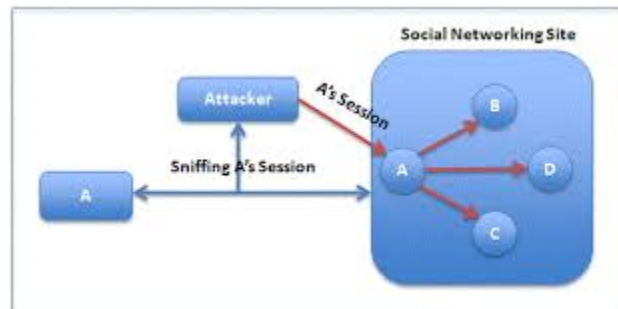 Social Networking Site
Attacker
A's Session
B
Sniffing A's Session
A
A
D
C